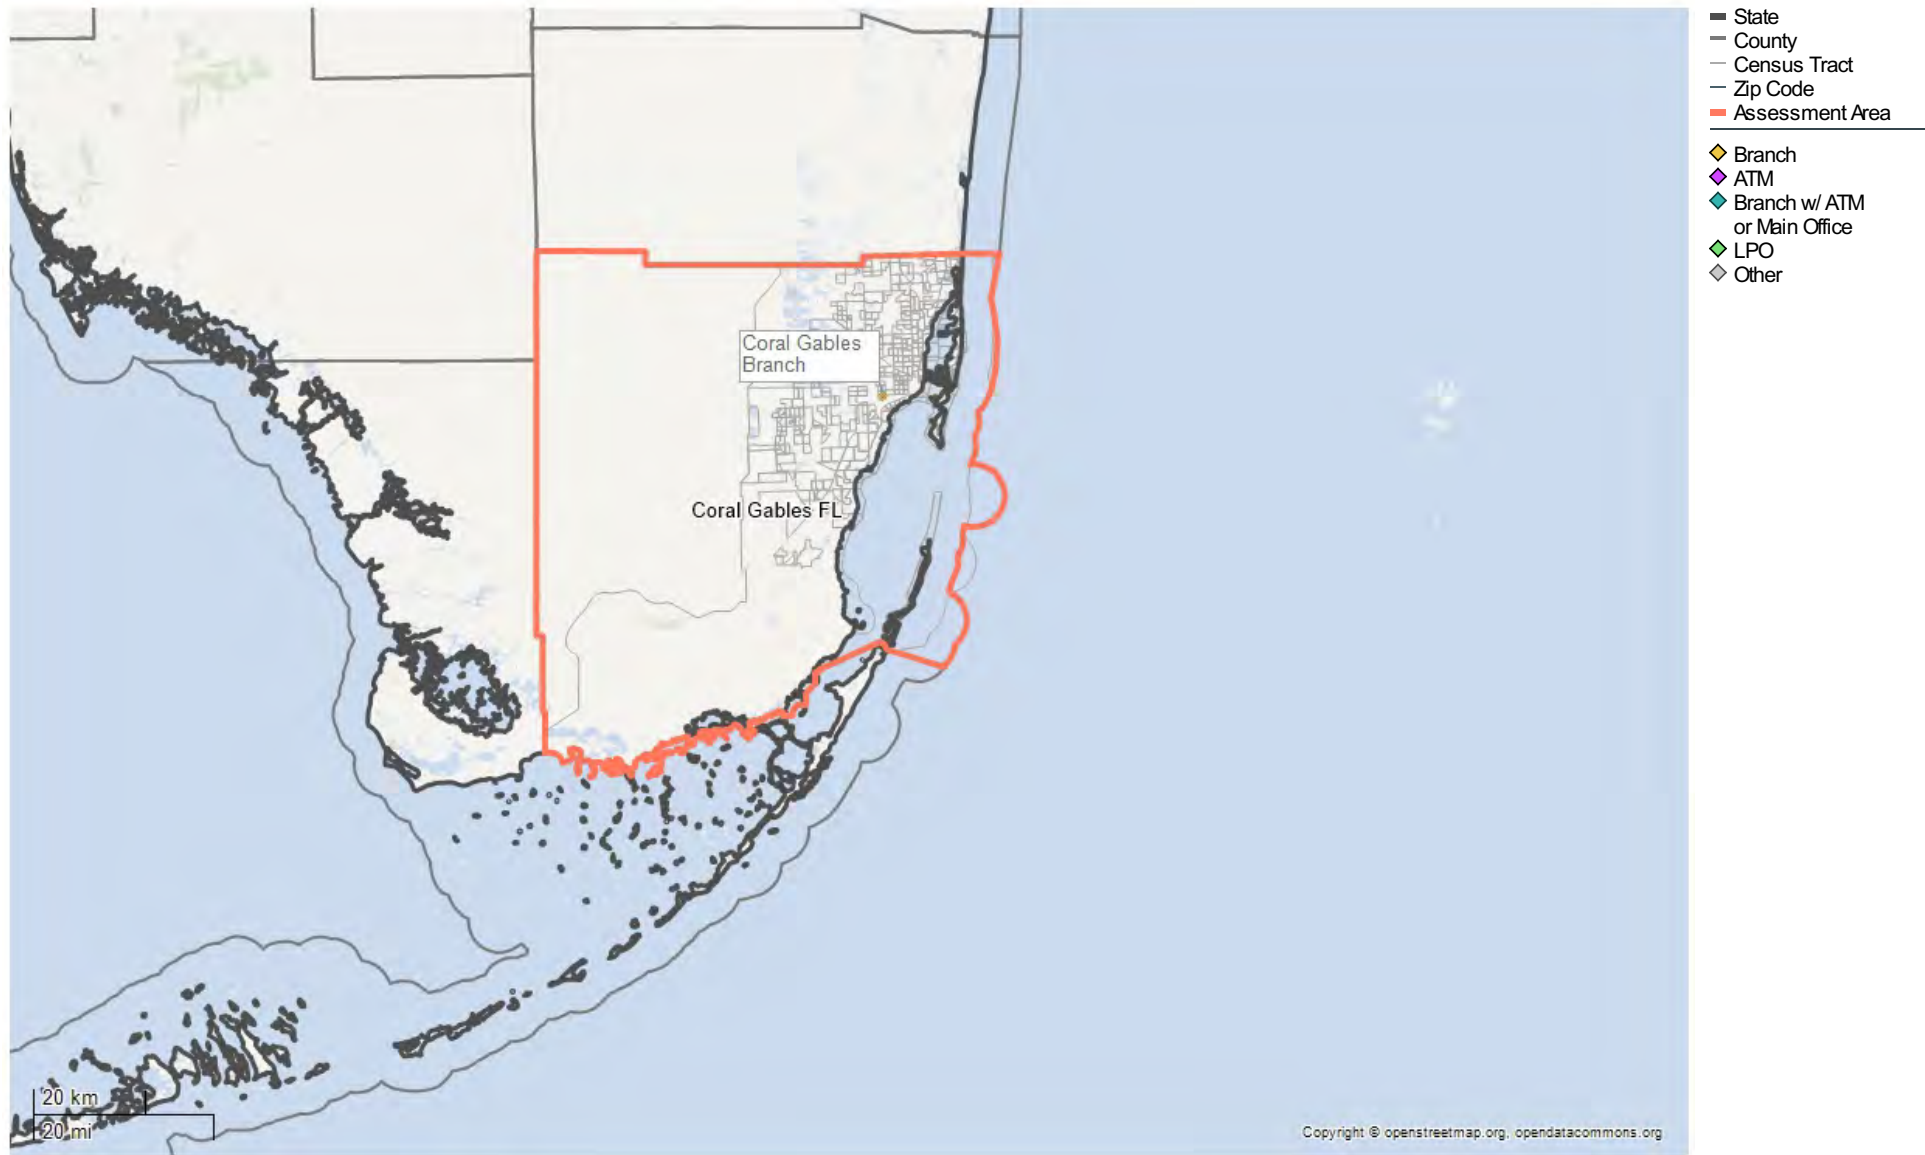 State
County
Census Tract
Zip Code
Assessment Area
Branch
ATM
Branch w/ ATM
or Main Office
LPO
Other
Coral Gables
Branch
Coral Gables FL
20 km
20 mi
Copyright © openstreetmap.org, opendatacommons.org